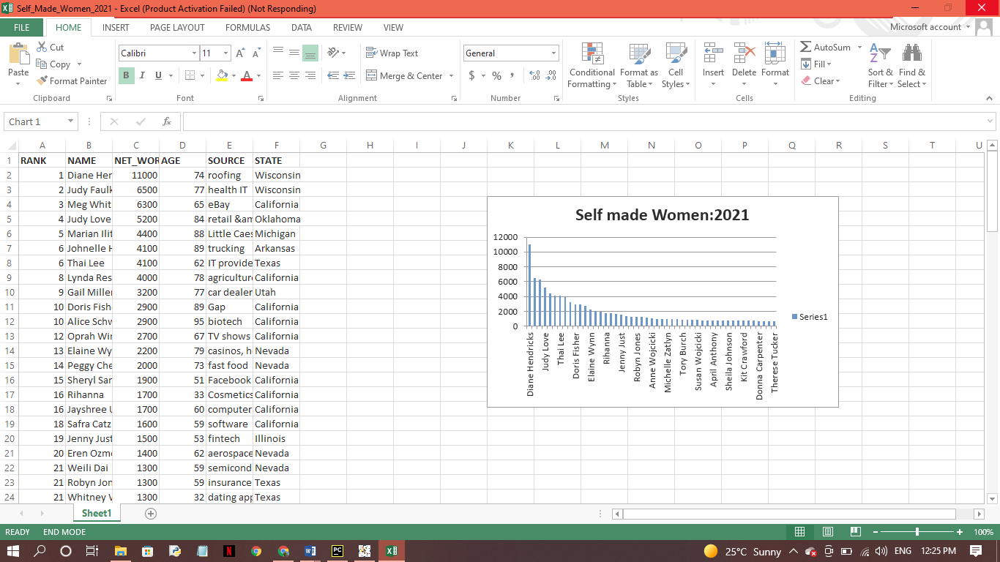 Self_Made_Women_2021 - Excel (Product Activation Failed) (Not Responding)
FILE HOME INSERT PAGE LAYOUT FORMULAS DATA REVIEW VIEW Microsoft account
Paste
Cut
Copy
Format Painter
Clipboard
Calibri 11
B I U
Font
Wrap Text
Merge & Center
Alignment
General
$ % ,
Number
Conditional Formatting
Format as Table
Cell Styles
Styles
Insert
Delete
Format
Cells
AutoSum
Fill
Clear
Sort & Filter
Find & Select
Editing
Chart 1 fx
A B C D E F G H I J K L M N O P Q R S T U
1 RANK NAME NET_WOR AGE SOURCE STATE
2 1 Diane Her 11000 74 roofing Wisconsin
3 2 Judy Faulk 6500 77 health IT Wisconsin
4 3 Meg Whit 6300 65 eBay California
5 4 Judy Love 5200 84 retail &am Oklahoma
6 5 Marian Ilit 4400 88 Little Caes Michigan
7 6 Johnelle H 4100 89 trucking Arkansas
8 6 Thai Lee 4100 62 IT provide Texas
9 8 Lynda Res 4000 78 agricultur California
10 9 Gail Miller 3200 77 car dealer Utah
11 10 Doris Fish 2900 89 Gap California
12 10 Alice Schw 2900 95 biotech California
13 12 Oprah Wir 2700 67 TV shows California
14 13 Elaine Wy 2200 79 casinos, h Nevada
15 14 Peggy Che 2000 73 fast food Nevada
16 15 Sheryl Sar 1900 51 Facebook California
17 16 Rihanna 1700 33 Cosmetics California
18 16 Jayshree U 1700 60 computer California
19 18 Safra Catz 1600 59 software California
20 19 Jenny Just 1500 53 fintech Illinois
21 20 Eren Ozme 1400 62 aerospace Nevada
22 21 Weili Dai 1300 59 semicond Nevada
23 21 Robyn Jon 1300 59 insurance Texas
24 21 Whitney W 1300 32 dating app Texas
Self made Women:2021
12000
10000
8000
6000
4000
2000
0
Diane Hendricks
Judy Love
Thai Lee
Doris Fisher
Elaine Wynn
Rihanna
Jenny Just
Robyn Jones
Anne Wojcicki
Michelle Zatlyn
Tory Burch
Susan Wojcicki
April Anthony
Sheila Johnson
Kit Crawford
Donna Carpenter
Therese Tucker
Series1
Sheet1
READY END MODE 100%
25°C Sunny ENG 12:25 PM